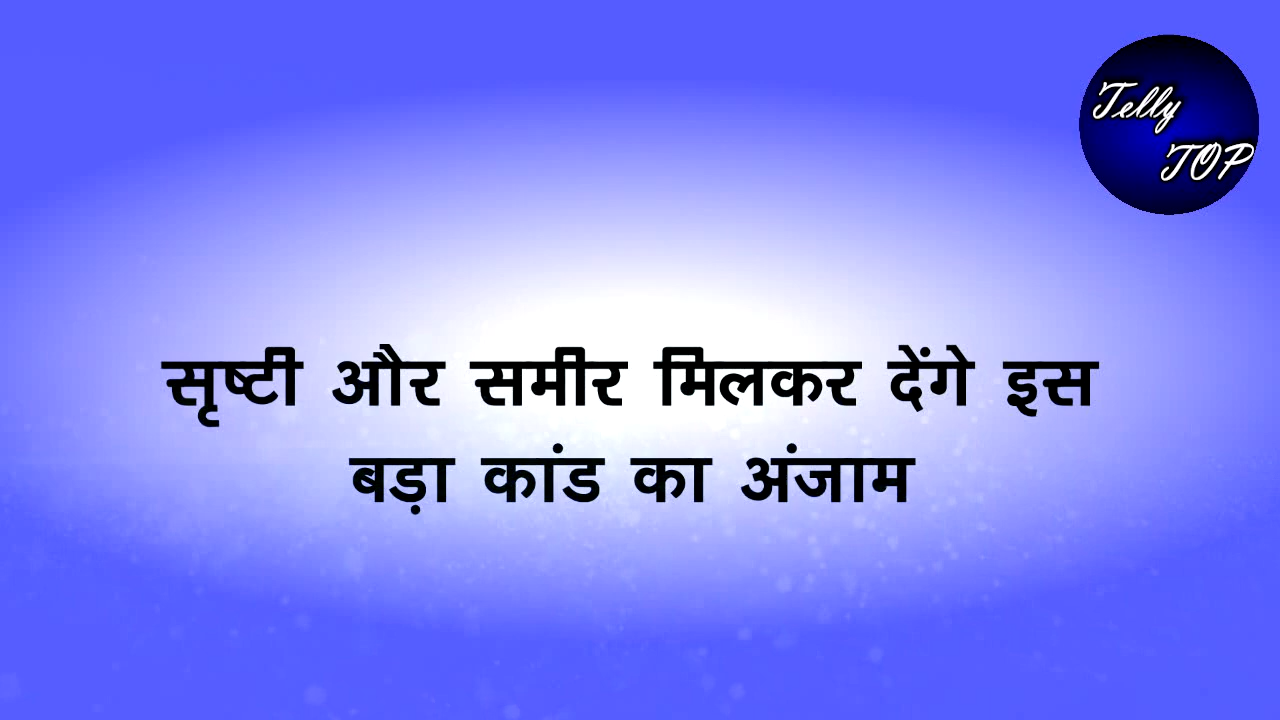 Telly
TOP
सृष्टी और समीर मिलकर देंगे इस
बड़ा कांड का अंजाम